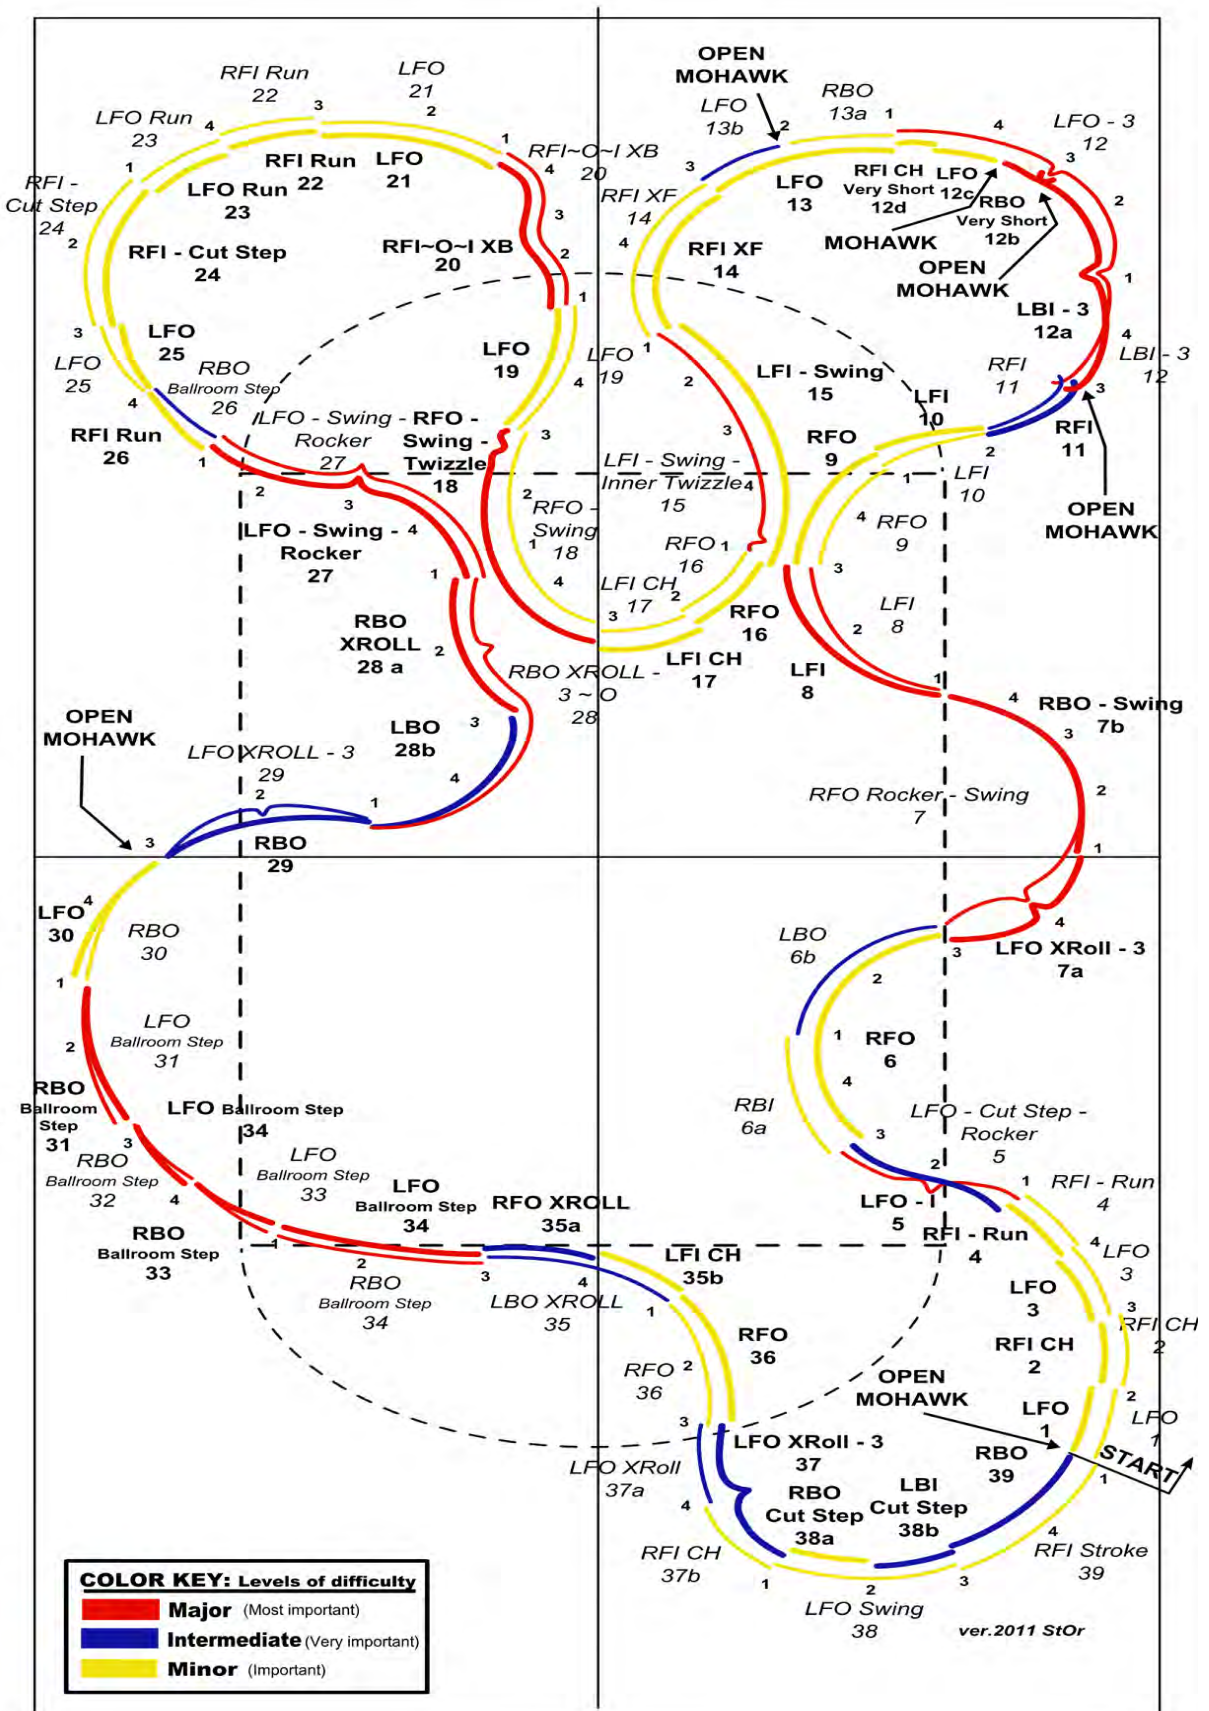 OPEN
MOHAWK
LFO
21
RFI Run
22
LFO Run
23
RFI -
Cut Step
24
RFI Run
22
LFO
21
LFO Run
23
RFI - Cut Step
24
RFI~O~I XB
20
RFI~O~I XB
20
LFO
13b
RBO
13a
LFO - 3
12
RFI XF
14
LFO
13
RFI CH
Very Short
12d
LFO
12c
RBO
Very Short
12b
MOHAWK
OPEN
MOHAWK
RFI XF
14
LBI - 3
12a
LBI - 3
12
LFO
25
LFO
25
RBO
Ballroom Step
26
RFI Run
26
LFO
19
LFO
19
LFI - Swing
15
LFI
10
RFI
11
RFI
11
OPEN
MOHAWK
LFO - Swing -
Rocker
27
RFO -
Swing -
Twizzle
18
LFI - Swing -
Inner Twizzle
15
RFO
9
LFI
10
RFO
9
LFO - Swing -
Rocker
27
RFO -
Swing
18
RFO
16
LFI CH
17
RFO
16
LFI CH
17
LFI
8
LFI
8
RBO
XROLL
28 a
RBO XROLL -
3 ~ O
28
RBO - Swing
7b
RFO Rocker - Swing
7
OPEN
MOHAWK
LFO XROLL - 3
29
LBO
28b
RBO
29
LFO
30
RBO
30
LBO
6b
LFO XRoll - 3
7a
RFO
6
RBI
6a
LFO
Ballroom Step
31
RBO
Ballroom
Step
31
LFO Ballroom Step
34
RBO
Ballroom Step
32
LFO
Ballroom Step
33
RBO
Ballroom Step
33
LFO
Ballroom Step
34
RBO
Ballroom Step
34
RFO XROLL
35a
LBO XROLL
35
LFI CH
35b
LFO - Cut Step -
Rocker
5
LFO - I
5
RFI - Run
4
RFI - Run
4
LFO
3
LFO
3
RFI CH
2
RFI CH
2
RFO
36
RFO
36
OPEN
MOHAWK
LFO
1
LFO
1
START
LFO XRoll - 3
37
LFO XRoll
37a
RBO
39
RBO
Cut Step
38a
LBI
Cut Step
38b
RFI CH
37b
RFI Stroke
39
LFO Swing
38
ver.2011 StOr
COLOR KEY: Levels of difficulty
Major (Most important)
Intermediate (Very important)
Minor (Important)